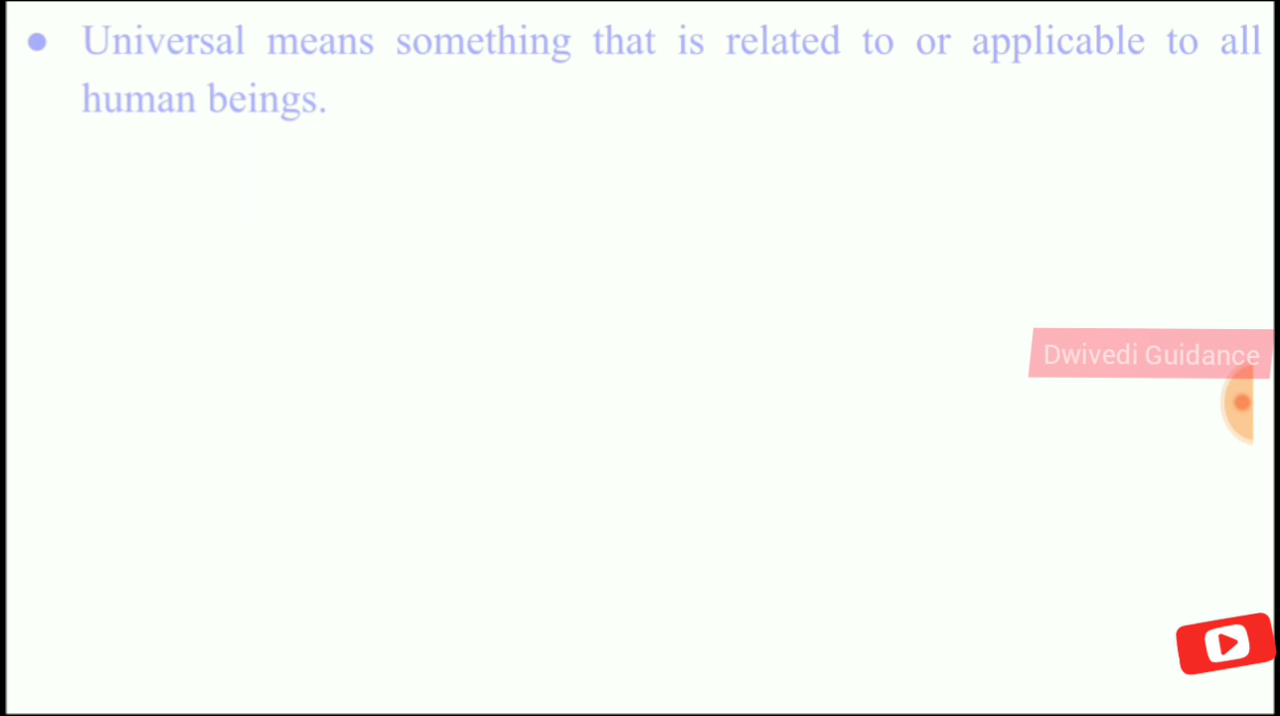 ● Universal means something that is related to or applicable to all
human beings.
Dwivedi Guidance